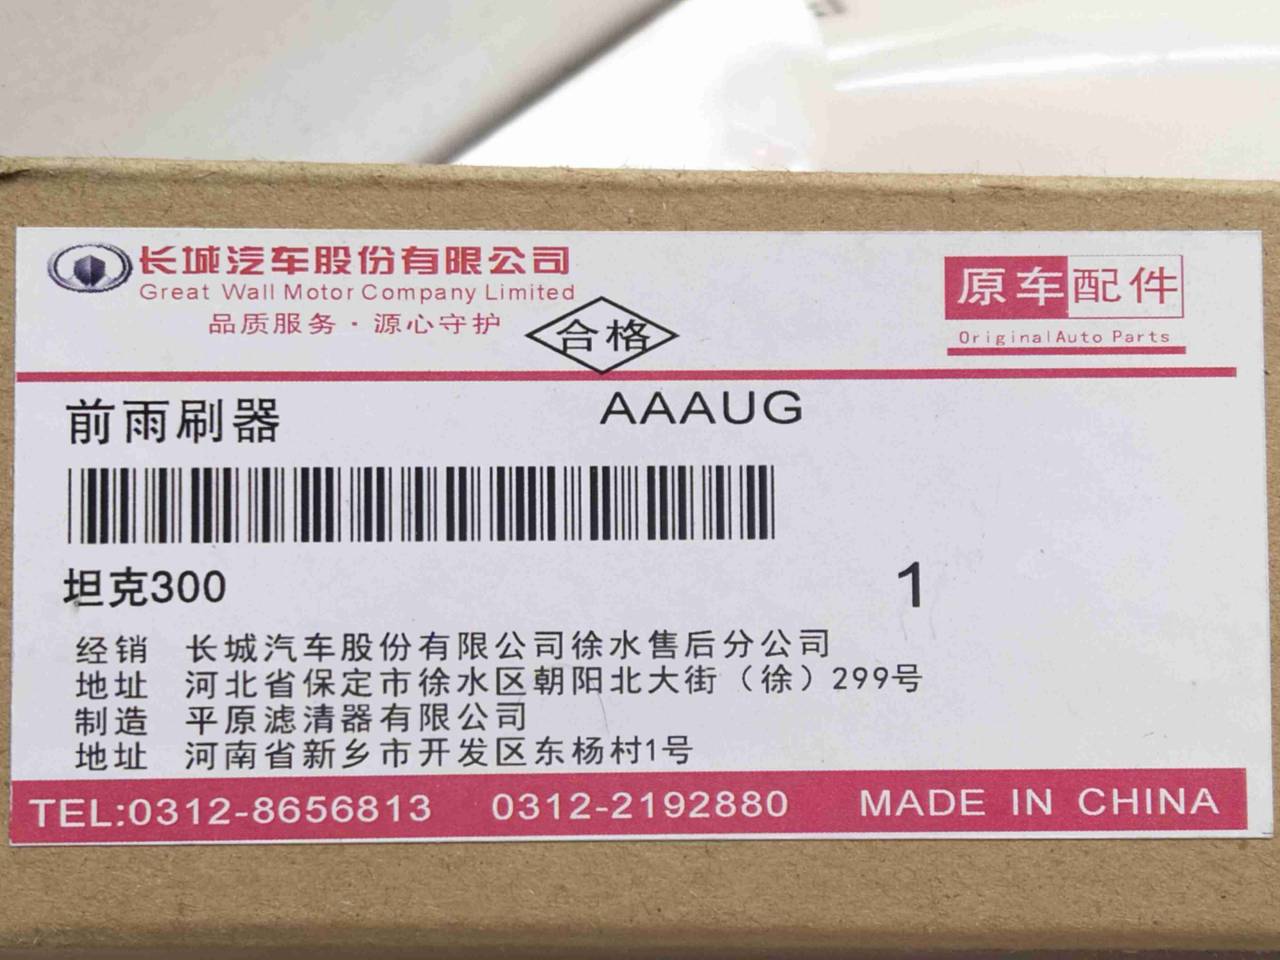 长城汽车股份有限公司
Great Wall Motor Company Limited
品质服务·源心守护
合格
原车配件
Original Auto Parts
前雨刷器
AAAUG
坦克300
1
经销 长城汽车股份有限公司徐水售后分公司
地址 河北省保定市徐水区朝阳北大街（徐）299号
制造 平原滤清器有限公司
地址 河南省新乡市开发区东杨村1号
TEL:0312-8656813 0312-2192880 MADE IN CHINA